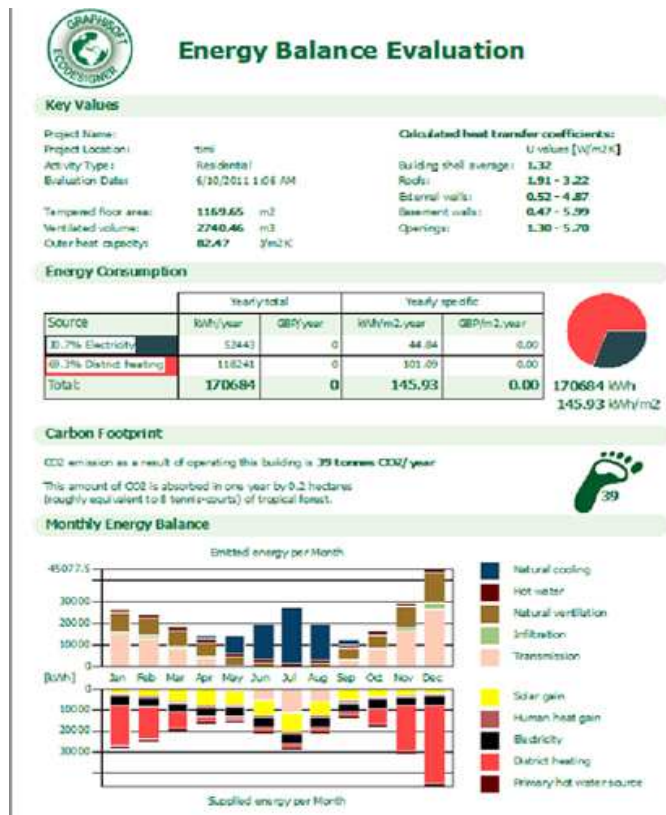 GRAPHISOFT
ECODESIGNER
Energy Balance Evaluation
Key Values
Project Name:
Project Location: timi
Activity Type: Residential
Evaluation Date: 6/10/2011 1:06 AM
Tampered floor area: 1169.65 m2
Ventilated volume: 2740.46 m3
Outer heat capacity: 82.47 J/m2K
Calculated heat transfer coefficients:
U values [W/m2K]
Building shell average: 1.32
Roofs: 1.91 - 3.22
External walls: 0.52 - 4.87
Basement walls: 0.47 - 5.99
Openings: 1.30 - 5.70
Energy Consumption
Yearly total Yearly specific
Source kWh/year GBP/year kWh/m2.year GBP/m2.year
30.7% Electricity 52443 0 44.84 0.00
69.3% District heating 118241 0 101.09 0.00
Total: 170684 0 145.93 0.00
170684 kWh
145.93 kWh/m2
Carbon Footprint
CO2 emission as a result of operating this building is 39 tonnes CO2/year
This amount of CO2 is absorbed in one year by 0.2 hectares
(roughly equivalent to 8 tennis-courts) of tropical forest.
39
Monthly Energy Balance
Emitted energy per Month
45077.5
30000
20000
10000
0
[kWh] Jan Feb Mar Apr May Jun Jul Aug Sep Oct Nov Dec
0
10000
20000
30000
Supplied energy per Month
Natural cooling
Hot water
Natural ventilation
Infiltration
Transmission
Solar gain
Human heat gain
Electricity
District heating
Primary hot water source